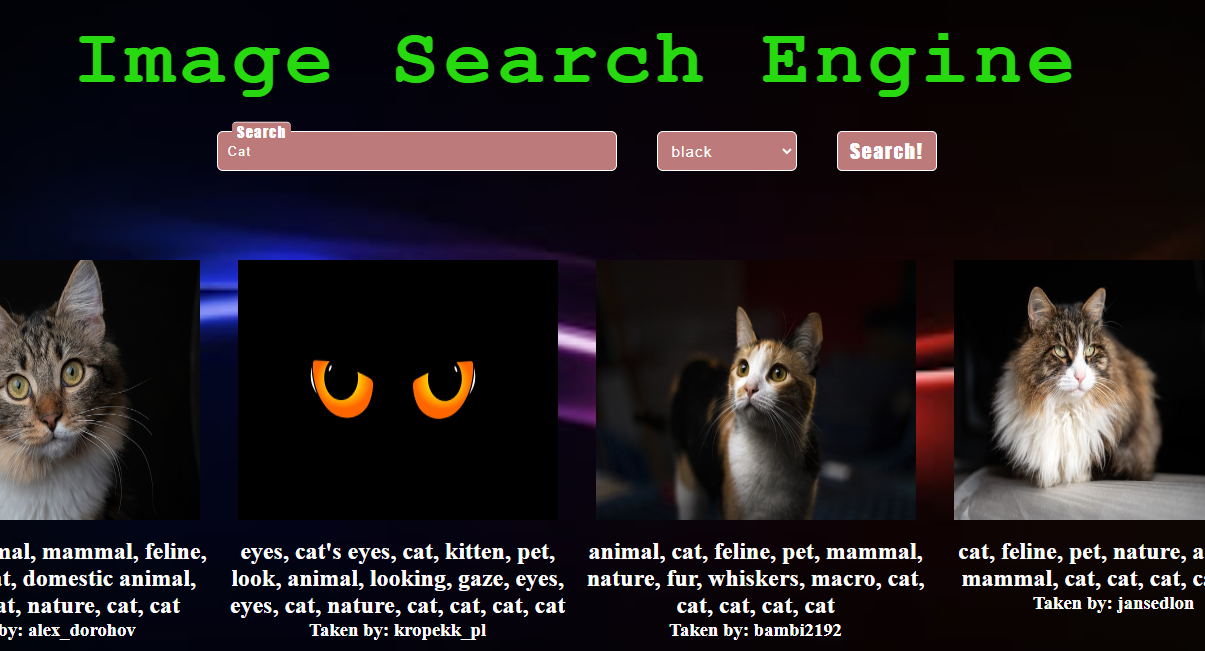 Image Search Engine
Search
Cat
black
Search!
mammal, feline,
domestic animal,
nature, cat, cat
by: alex_dorohov
eyes, cat's eyes, cat, kitten, pet,
look, animal, looking, gaze, eyes,
eyes, cat, nature, cat, cat, cat, cat
Taken by: kropekk_pl
animal, cat, feline, pet, mammal,
nature, fur, whiskers, macro, cat,
cat, cat, cat, cat
Taken by: bambi2192
cat, feline, pet, nature,
mammal, cat, cat, cat,
Taken by: jansedlon